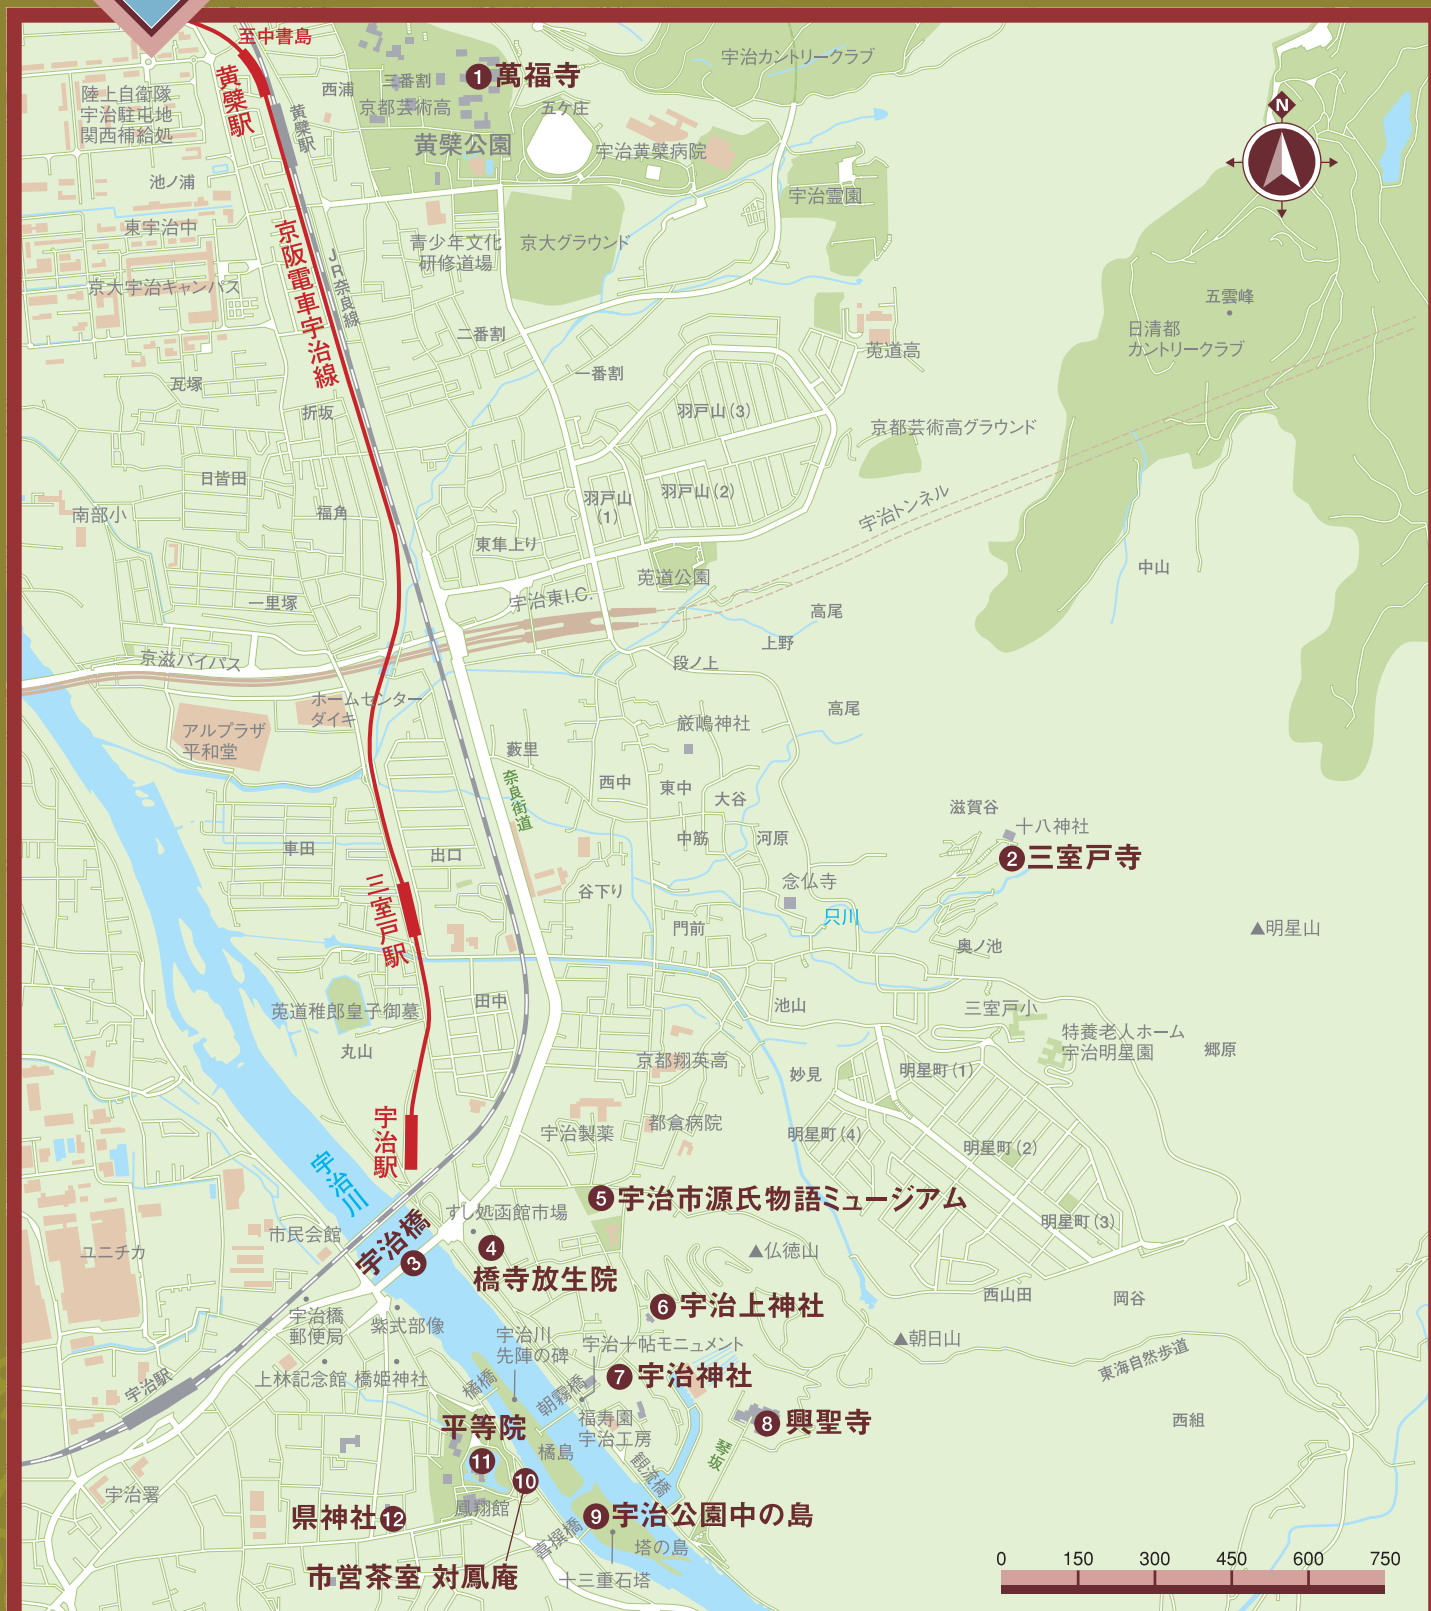 至中書島
黄檗駅
黄檗駅
陸上自衛隊
宇治駐屯地
関西補給処
西浦
三番割
❶萬福寺
京都芸術高
黄檗公園
五ケ庄
宇治カントリークラブ
宇治黄檗病院
宇治霊園
N
池ノ浦
東宇治中
京大宇治キャンパス
京阪電車宇治線
JR奈良線
青少年文化
研修道場
京大グラウンド
二番割
一番割
五雲峰
日清都
カントリークラブ
莵道高
瓦塚
折坂
羽戸山(3)
京都芸術高グラウンド
日皆田
羽戸山(2)
羽戸山
(1)
宇治トンネル
南部小
福角
東隼上り
莵道公園
中山
一里塚
宇治東I.C.
高尾
上野
京滋バイパス
段ノ上
ホームセンター
ダイキ
高尾
アルプラザ
平和堂
厳嶋神社
薮里
奈良街道
西中
東中
大谷
滋賀谷
十八神社
車田
出口
中筋
河原
❷三室戸寺
三室戸駅
谷下り
念仏寺
只川
門前
▲明星山
奥ノ池
莵道稚郎皇子御墓
田中
池山
三室戸小
丸山
京都翔英高
妙見
明星町(1)
特養老人ホーム
宇治明星園
郷原
宇治駅
宇治製薬
都倉病院
明星町(4)
明星町(2)
宇治川
❺宇治市源氏物語ミュージアム
市民会館
宇治橋
❸
すし処函館市場
❹
橋寺放生院
明星町(3)
ユニチカ
▲仏徳山
西山田
岡谷
❻宇治上神社
宇治橋
郵便局
紫式部像
宇治川
先陣の碑
宇治十帖モニュメント
▲朝日山
東海自然歩道
宇治駅
上林記念館
橋姫神社
橘橋
朝霧橋
❼宇治神社
平等院
⓫
福寿園
宇治工房
❽興聖寺
西組
橘島
観流橋
琴坂
宇治署
❿
鳳翔館
県神社⓬
❾宇治公園中の島
喜撰橋
塔の島
市営茶室 対鳳庵
十三重石塔
0 150 300 450 600 750